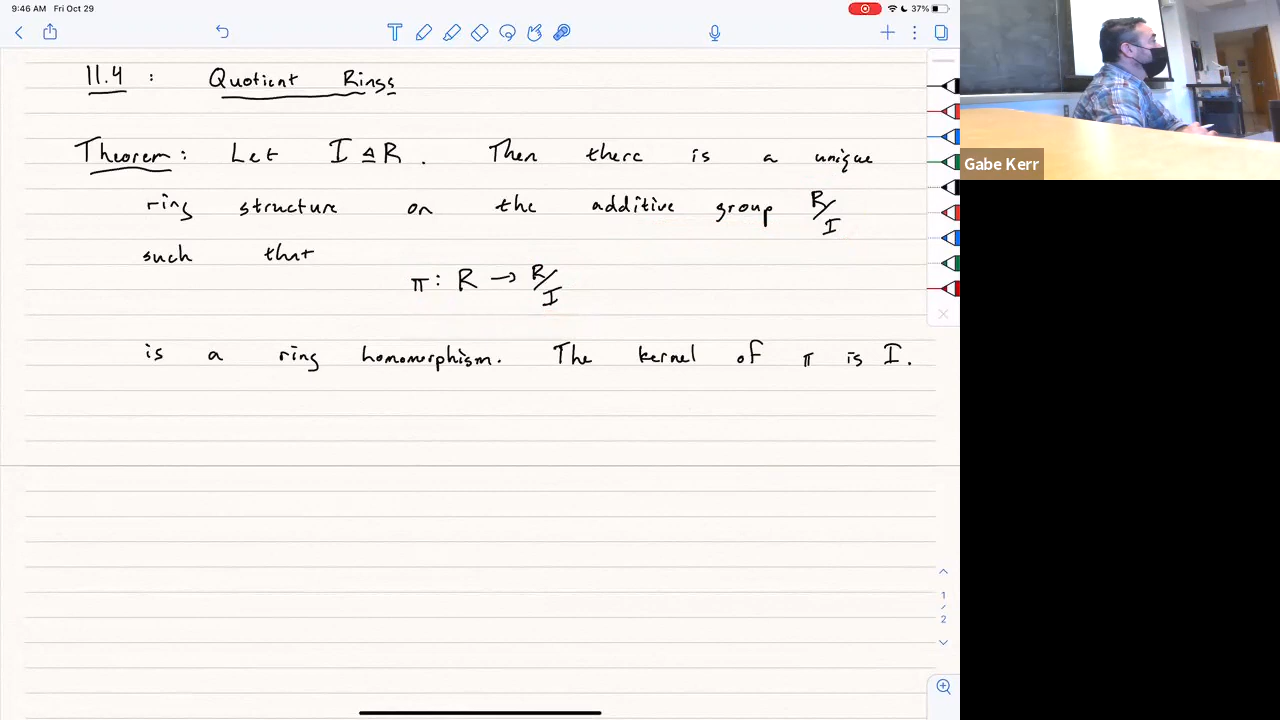 9:46 AM Fri Oct 29
37%
11.4 : Quotient Rings
Theorem: Let I ⊴ R. Then there is a unique
ring structure on the additive group R/I
such that
π: R → R/I
is a ring homomorphism. The kernel of π is I.
Gabe Kerr
1
/
2